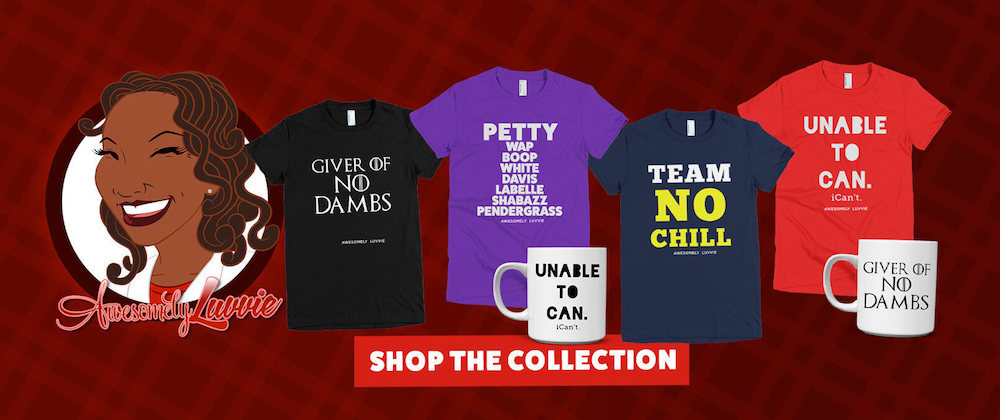 Awesomely Luvvie
GIVER OF
NO
DAMBS
AWESOMELY LUVVIE
PETTY
WAP
BOOP
WHITE
DAVIS
LABELLE
SHABAZZ
PENDERGRASS
AWESOMELY LUVVIE
UNABLE
TO
CAN.
iCan't.
TEAM
NO
CHILL
AWESOMELY LUVVIE
UNABLE
TO
CAN.
iCan't.
AWESOMELY LUVVIE
GIVER OF
NO
DAMBS
SHOP THE COLLECTION